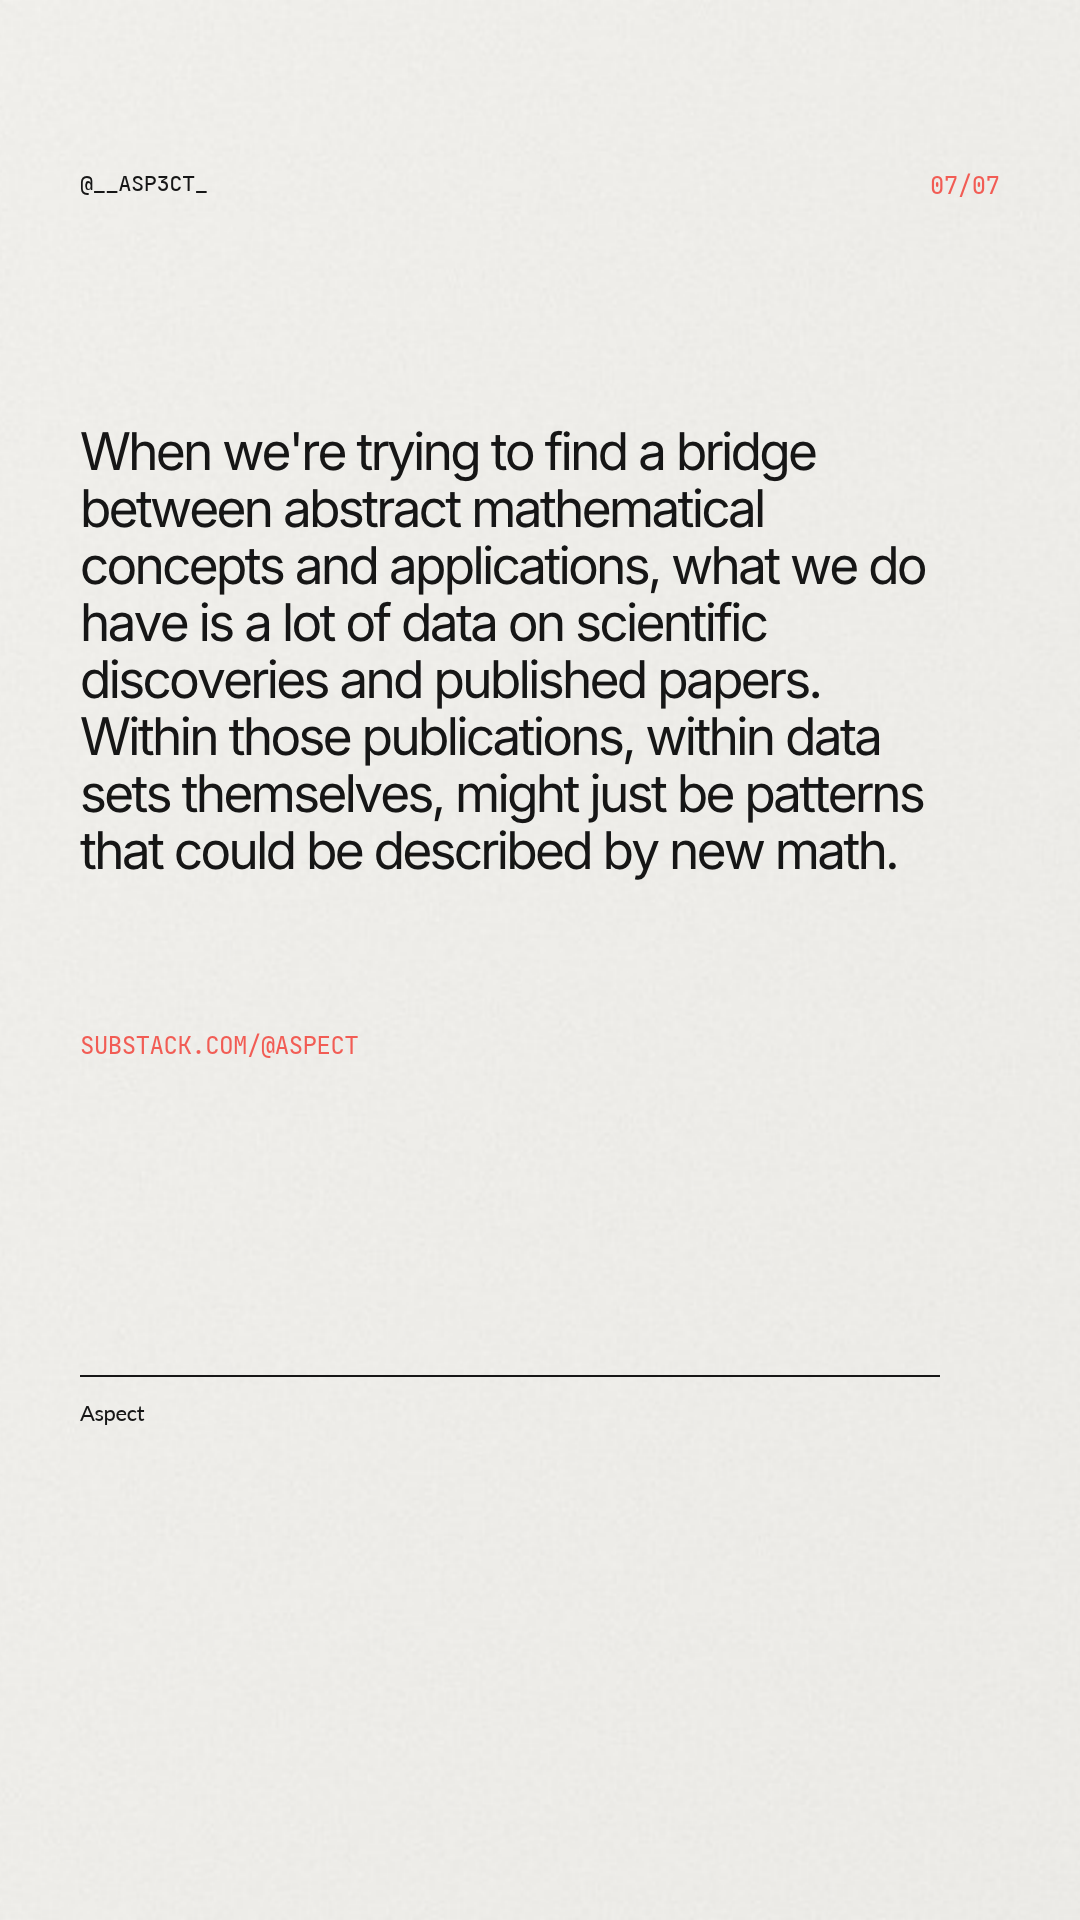 @__ASP3CT_
07/07
When we're trying to find a bridge
between abstract mathematical
concepts and applications, what we do
have is a lot of data on scientific
discoveries and published papers.
Within those publications, within data
sets themselves, might just be patterns
that could be described by new math.
SUBSTACK.COM/@ASPECT
Aspect